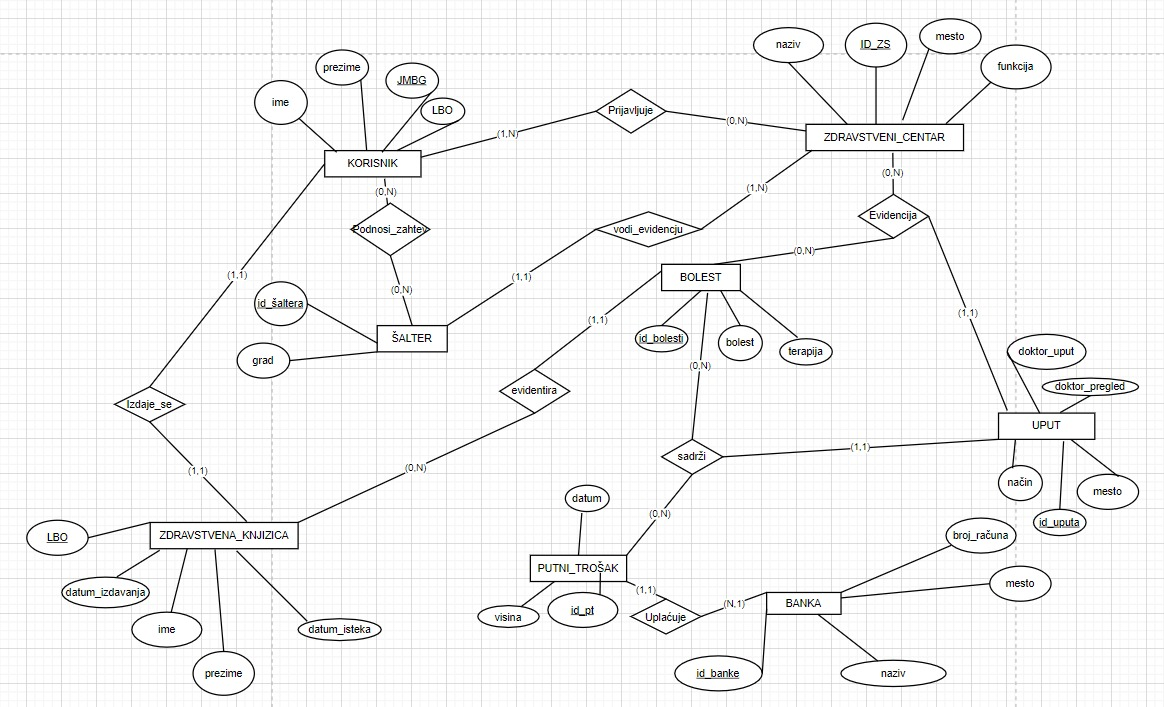 naziv
ID_ZS
mesto
funkcija
prezime
JMBG
ime
LBO
Prijavljuje
(0,N)
(1,N)
ZDRAVSTVENI_CENTAR
KORISNIK
(0,N)
(0,N)
(1,N)
Podnosi_zahtev
vodi_evidencju
Evidencija
(0,N)
(1,1)
(1,1)
BOLEST
(0,N)
id_šaltera
(1,1)
(1,1)
ŠALTER
id_bolesti
bolest
terapija
doktor_uput
grad
(0,N)
doktor_pregled
evidentira
Izdaje_se
UPUT
(1,1)
sadrži
(1,1)
(0,N)
način
mesto
datum
(0,N)
id_uputa
LBO
ZDRAVSTVENA_KNJIZICA
broj_računa
PUTNI_TROŠAK
mesto
datum_izdavanja
(1,1)
(N,1)
BANKA
visina
id_pt
Uplaćuje
ime
datum_isteka
prezime
id_banke
naziv